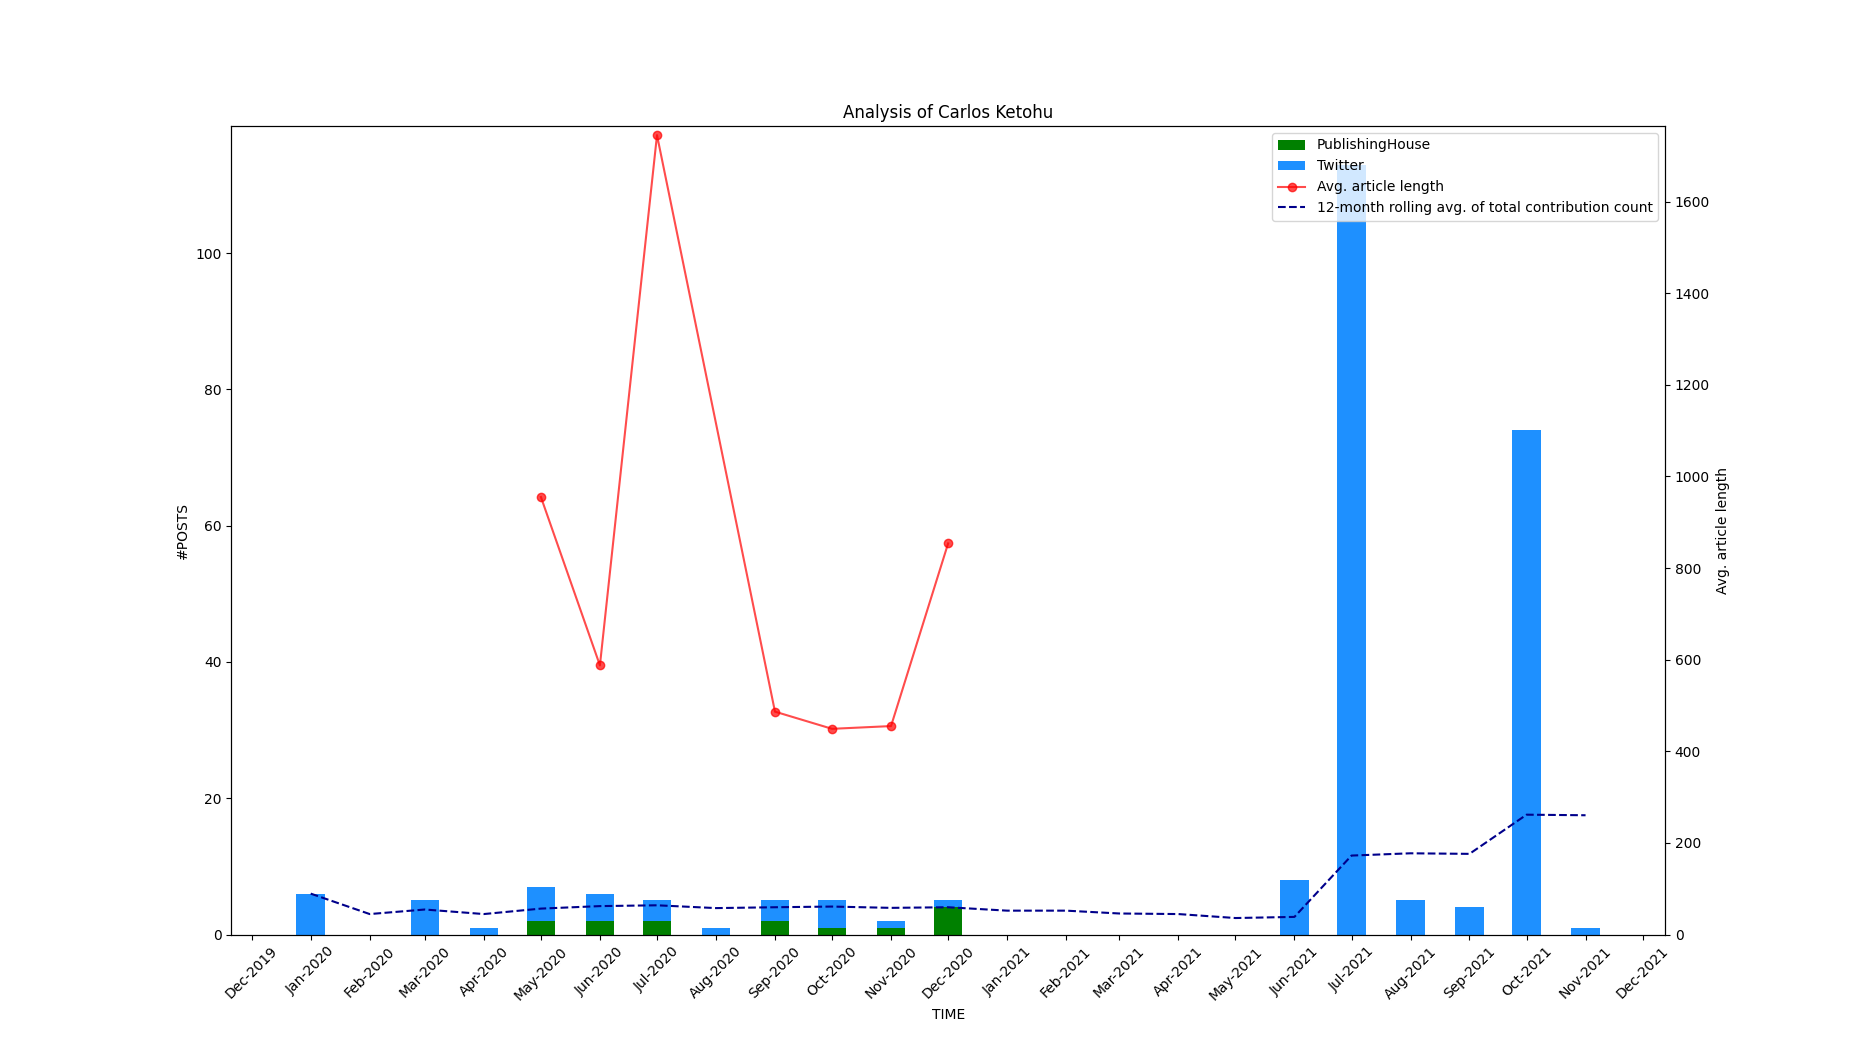 Analysis of Carlos Ketohu
PublishingHouse
Twitter
Avg. article length
12-month rolling avg. of total contribution count
#POSTS
0
20
40
60
80
100
Avg. article length
0
200
400
600
800
1000
1200
1400
1600
Dec-2019
Jan-2020
Feb-2020
Mar-2020
Apr-2020
May-2020
Jun-2020
Jul-2020
Aug-2020
Sep-2020
Oct-2020
Nov-2020
Dec-2020
Jan-2021
Feb-2021
Mar-2021
Apr-2021
May-2021
Jun-2021
Jul-2021
Aug-2021
Sep-2021
Oct-2021
Nov-2021
Dec-2021
TIME